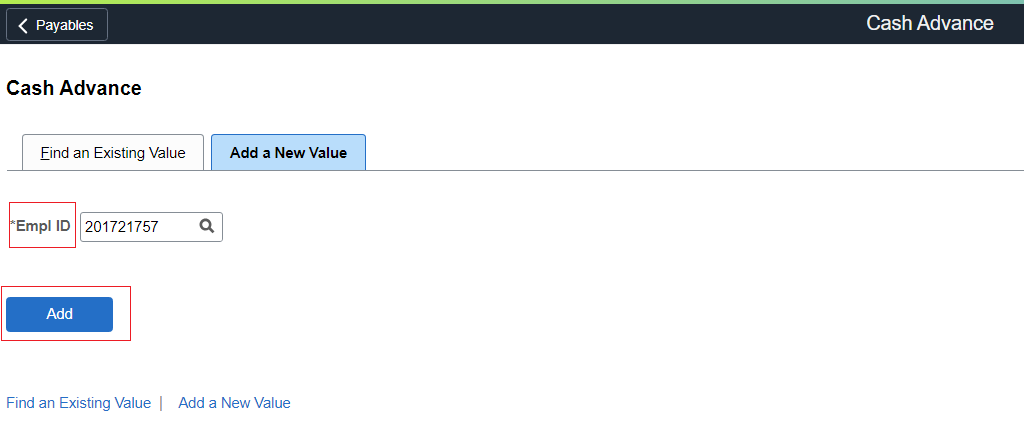 Payables
Cash Advance
Cash Advance
Find an Existing Value
Add a New Value
*Empl ID 201721757
Add
Find an Existing Value | Add a New Value